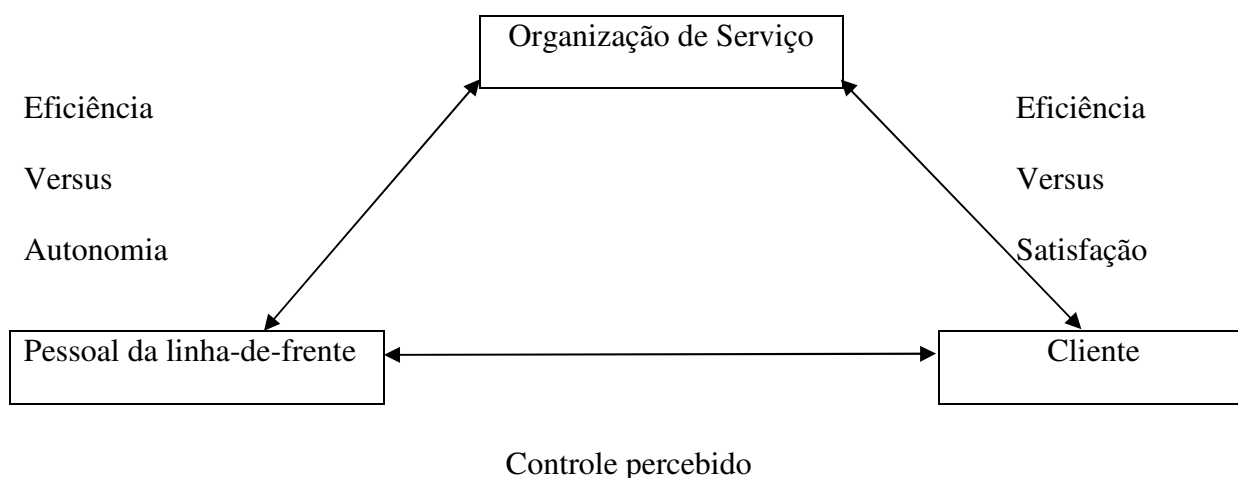 Organização de Serviço
Eficiência
Versus
Autonomia
Eficiência
Versus
Satisfação
Pessoal da linha-de-frente
Cliente
Controle percebido